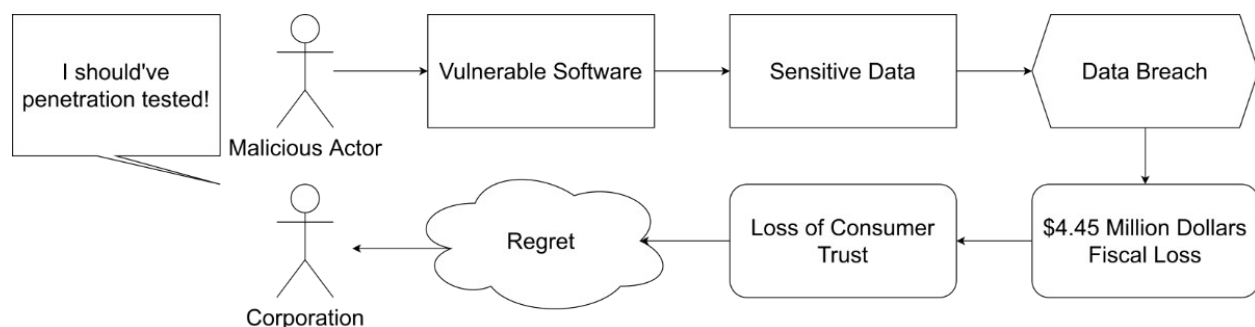 I should've
penetration tested!
Malicious Actor
Vulnerable Software
Sensitive Data
Data Breach
$4.45 Million Dollars
Fiscal Loss
Loss of Consumer
Trust
Regret
Corporation